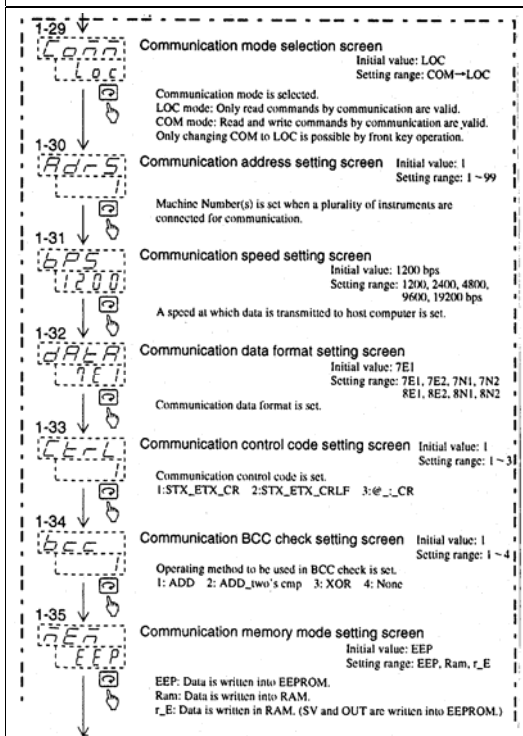 1-29
Conn Communication mode selection screen
Initial value: LOC
Loc Setting range: COM→LOC
Communication mode is selected.
LOC mode: Only read commands by communication are valid.
COM mode: Read and write commands by communication are valid.
Only changing COM to LOC is possible by front key operation.
1-30
AdrS Communication address setting screen Initial value: 1
1 Setting range: 1 ~ 99
Machine Number(s) is set when a plurality of instruments are
connected for communication.
1-31
bPS Communication speed setting screen
Initial value: 1200 bps
1200 Setting range: 1200, 2400, 4800,
9600, 19200 bps
A speed at which data is transmitted to host computer is set.
1-32
dAtA Communication data format setting screen
Initial value: 7E1
7E1 Setting range: 7E1, 7E2, 7N1, 7N2
8E1, 8E2, 8N1, 8N2
Communication data format is set.
1-33
CtrL Communication control code setting screen Initial value: 1
1 Setting range: 1 ~ 3
Communication control code is set.
1:STX_ETX_CR 2:STX_ETX_CRLF 3:@_:_CR
1-34
bcc Communication BCC check setting screen Initial value: 1
1 Setting range: 1 ~ 4
Operating method to be used in BCC check is set.
1: ADD 2: ADD_two's cmp 3: XOR 4: None
1-35
nEn Communication memory mode setting screen
Initial value: EEP
EEP Setting range: EEP, Ram, r_E
EEP: Data is written into EEPROM.
Ram: Data is written into RAM.
r_E: Data is written in RAM. (SV and OUT are written into EEPROM.)